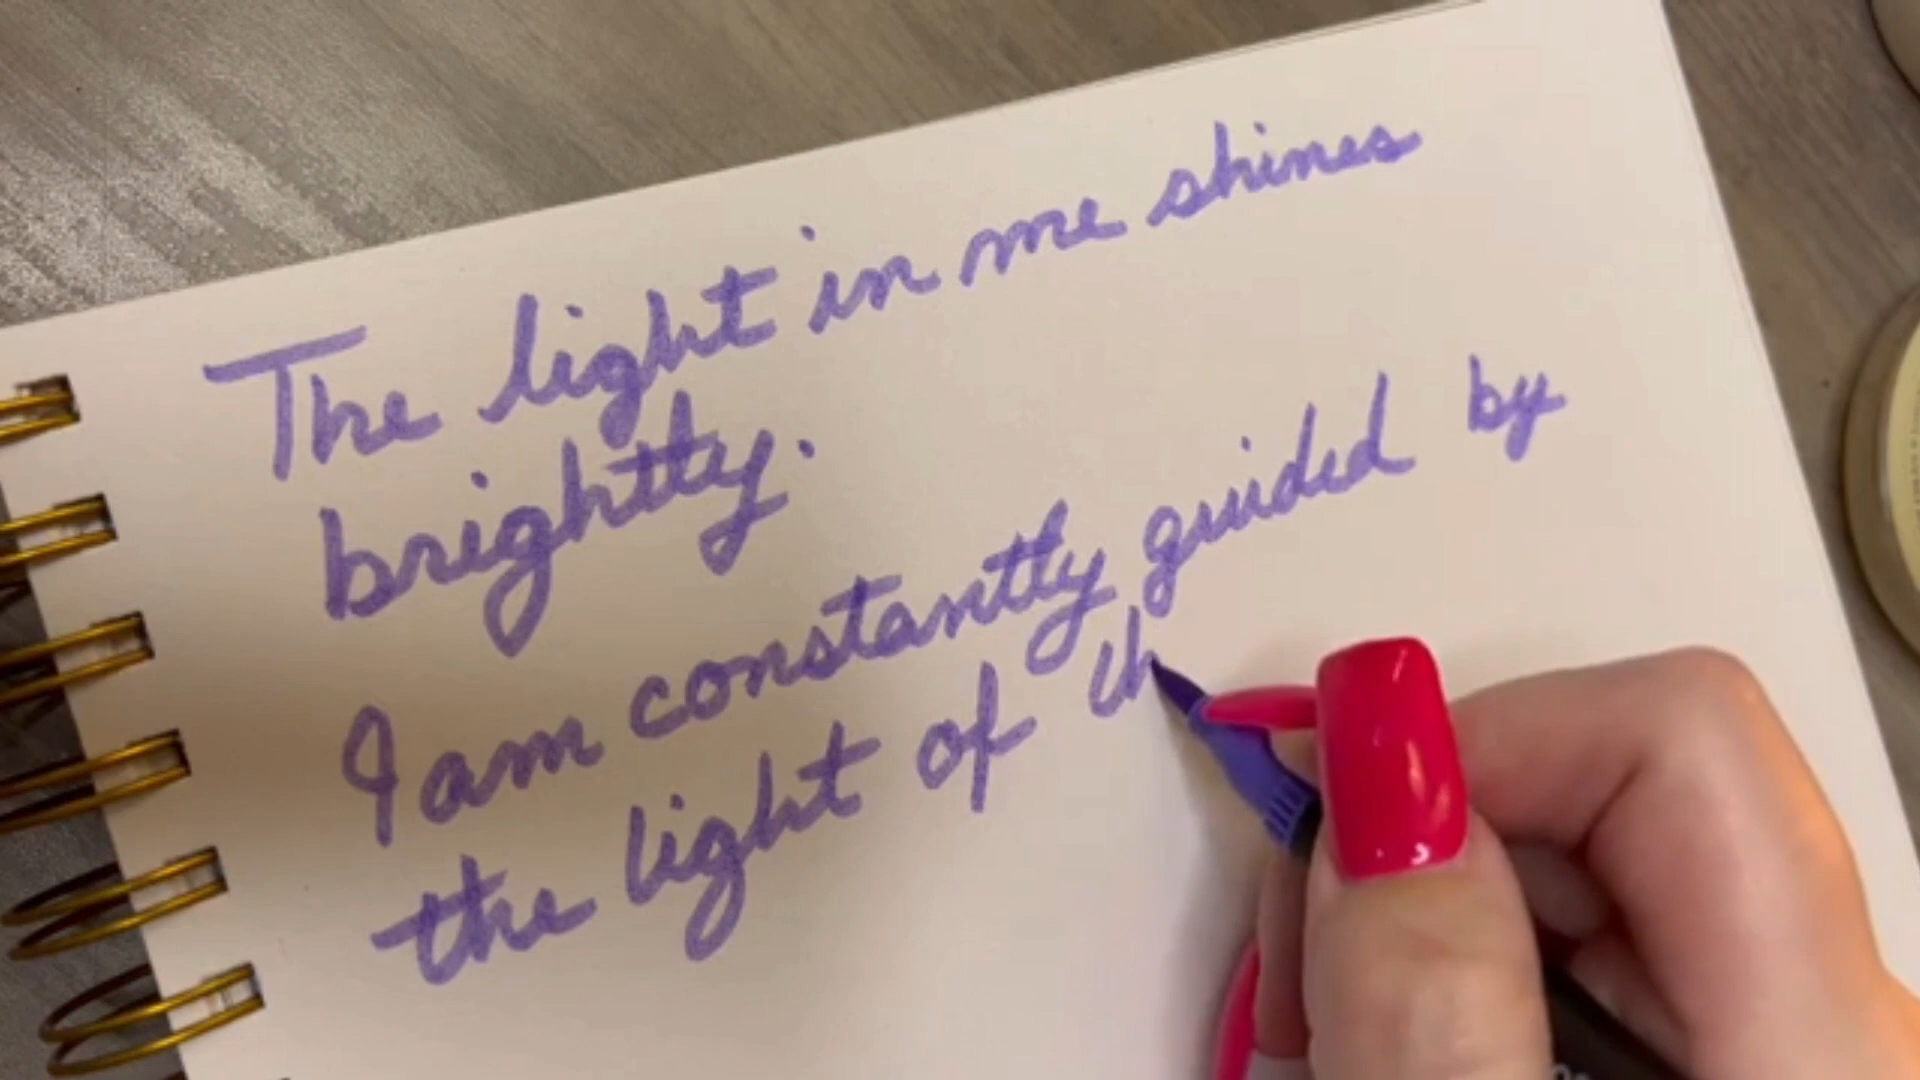 The light in me shines
brightly.
I am constantly guided by
the light of th